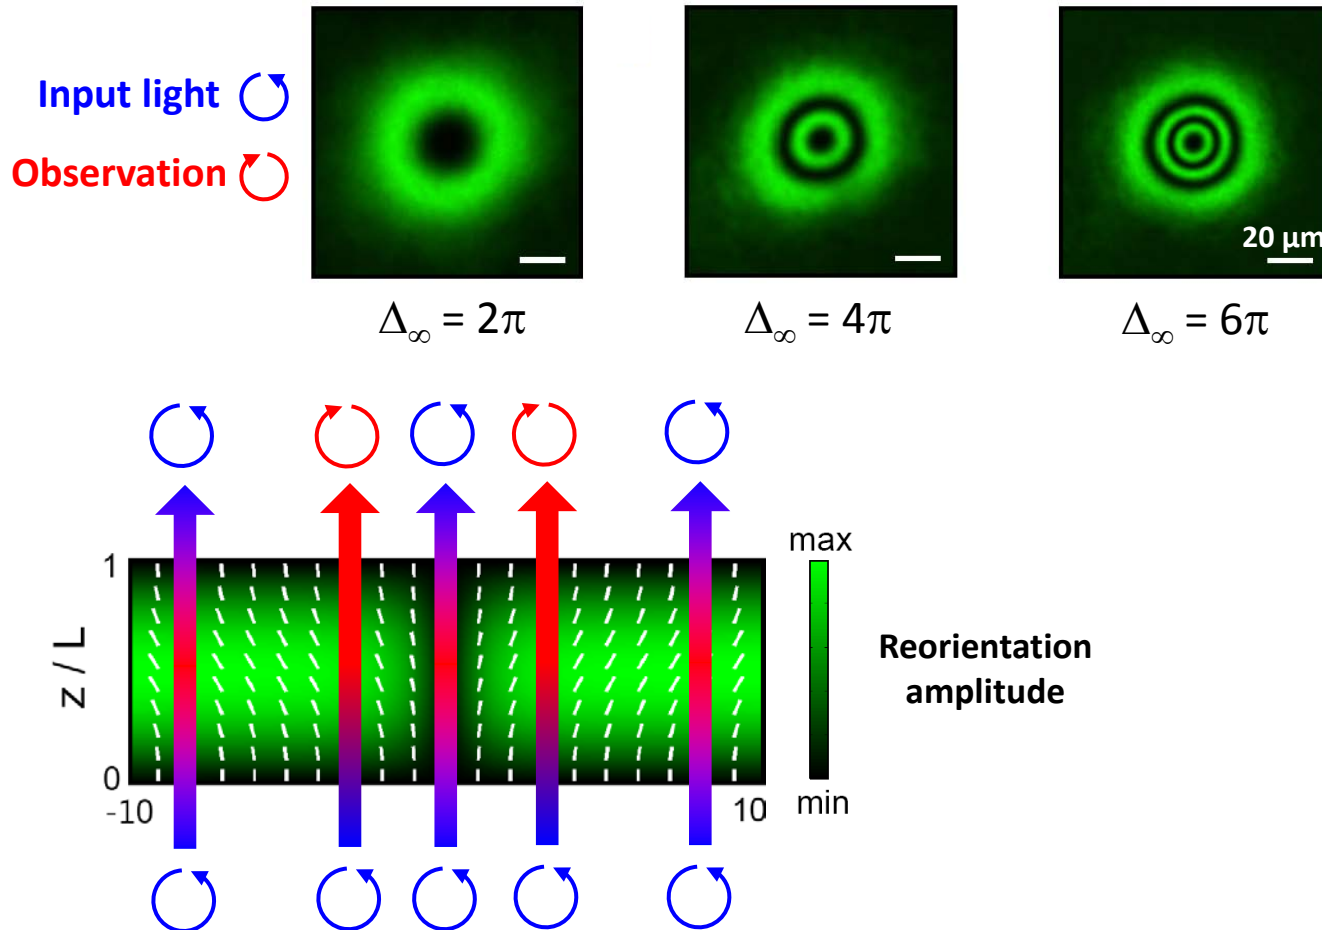 Input light
Observation
20 µm
Δ∞ = 2π
Δ∞ = 4π
Δ∞ = 6π
1
z / L
0
-10
10
max
min
Reorientation
amplitude